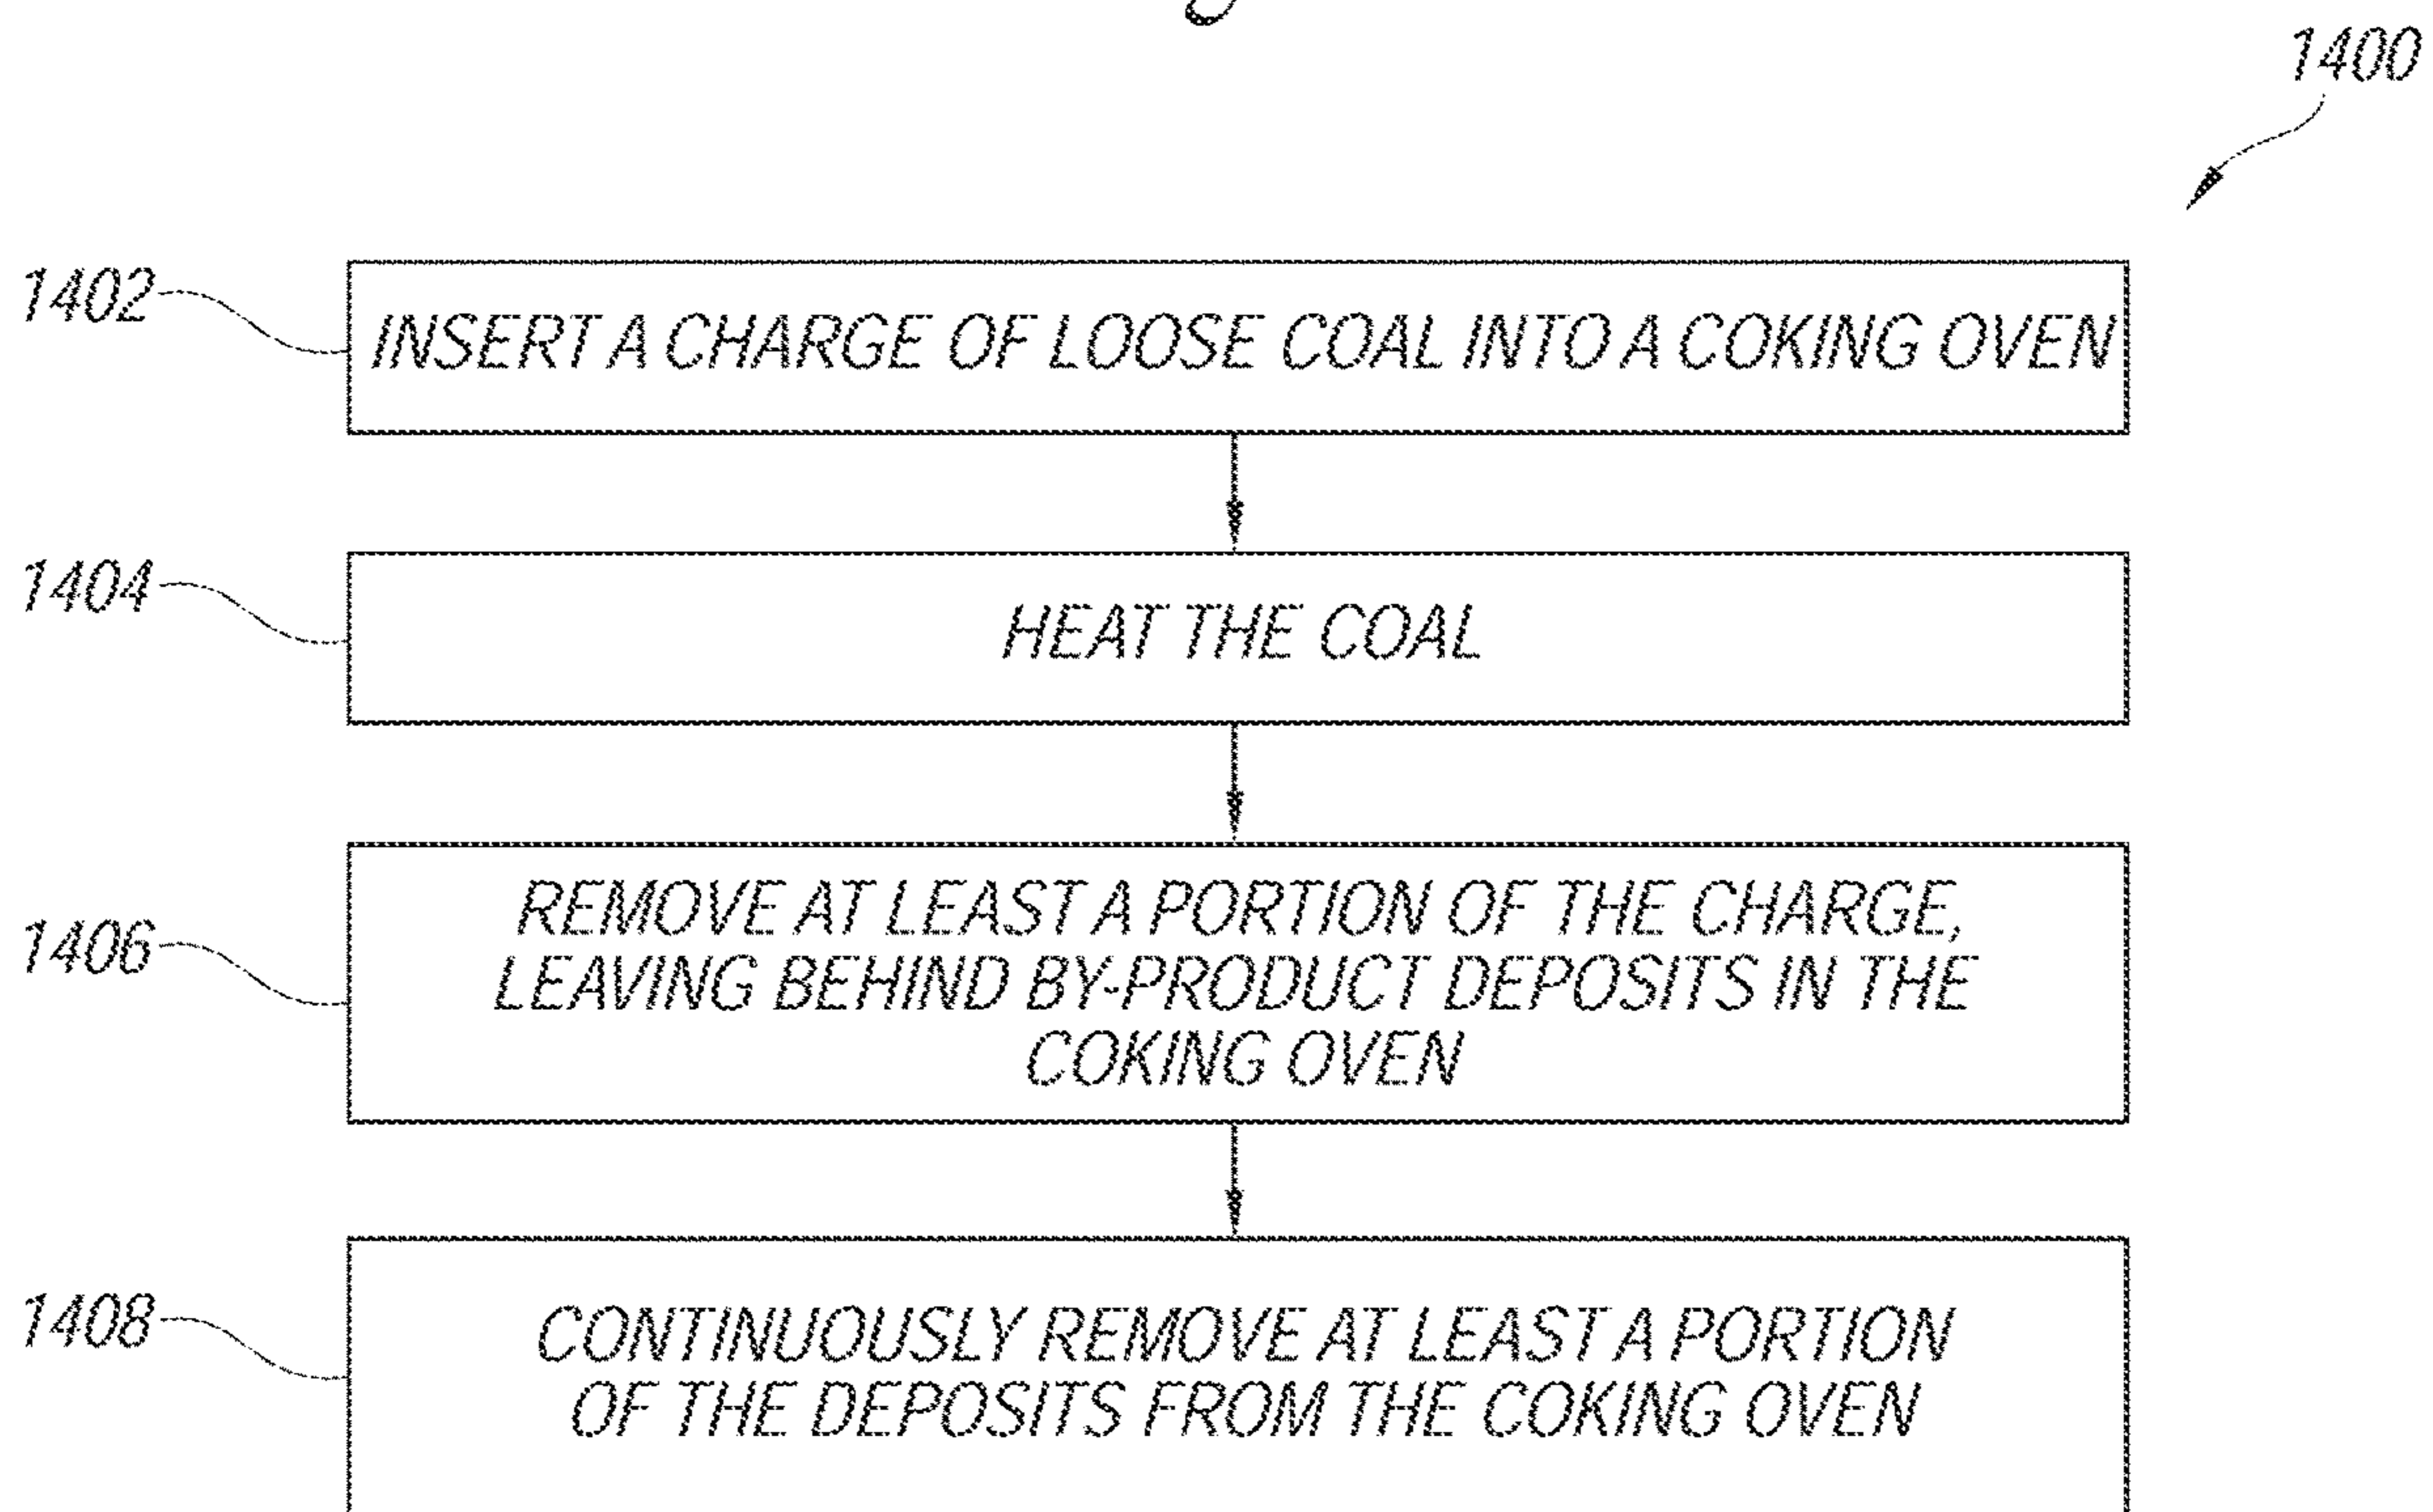 1400
1402
INSERT A CHARGE OF LOOSE COAL INTO A COKING OVEN
1404
HEAT THE COAL
1406
REMOVE AT LEAST A PORTION OF THE CHARGE,
LEAVING BEHIND BY-PRODUCT DEPOSITS IN THE
COKING OVEN
1408
CONTINUOUSLY REMOVE AT LEAST A PORTION
OF THE DEPOSITS FROM THE COKING OVEN